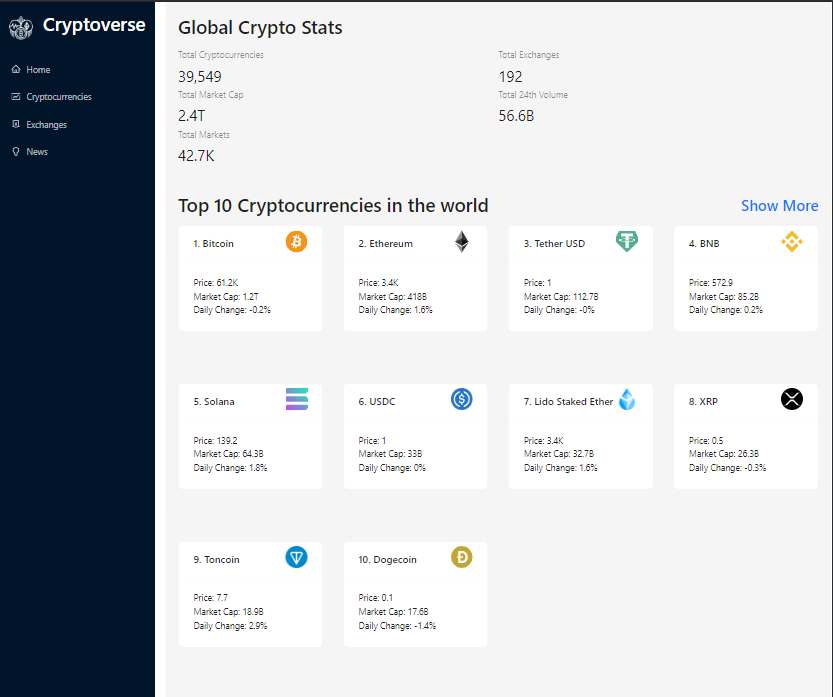 Cryptoverse
Home
Cryptocurrencies
Exchanges
News
Global Crypto Stats
Total Cryptocurrencies
39,549
Total Exchanges
192
Total Market Cap
2.4T
Total 24th Volume
56.6B
Total Markets
42.7K
Top 10 Cryptocurrencies in the world
Show More
1. Bitcoin
Price: 61.2K
Market Cap: 1.2T
Daily Change: -0.2%
2. Ethereum
Price: 3.4K
Market Cap: 418B
Daily Change: 1.6%
3. Tether USD
Price: 1
Market Cap: 112.7B
Daily Change: -0%
4. BNB
Price: 572.9
Market Cap: 85.2B
Daily Change: 0.2%
5. Solana
Price: 139.2
Market Cap: 64.3B
Daily Change: 1.8%
6. USDC
Price: 1
Market Cap: 33B
Daily Change: 0%
7. Lido Staked Ether
Price: 3.4K
Market Cap: 32.7B
Daily Change: 1.6%
8. XRP
Price: 0.5
Market Cap: 26.3B
Daily Change: -0.3%
9. Toncoin
Price: 7.7
Market Cap: 18.9B
Daily Change: 2.9%
10. Dogecoin
Price: 0.1
Market Cap: 17.6B
Daily Change: -1.4%